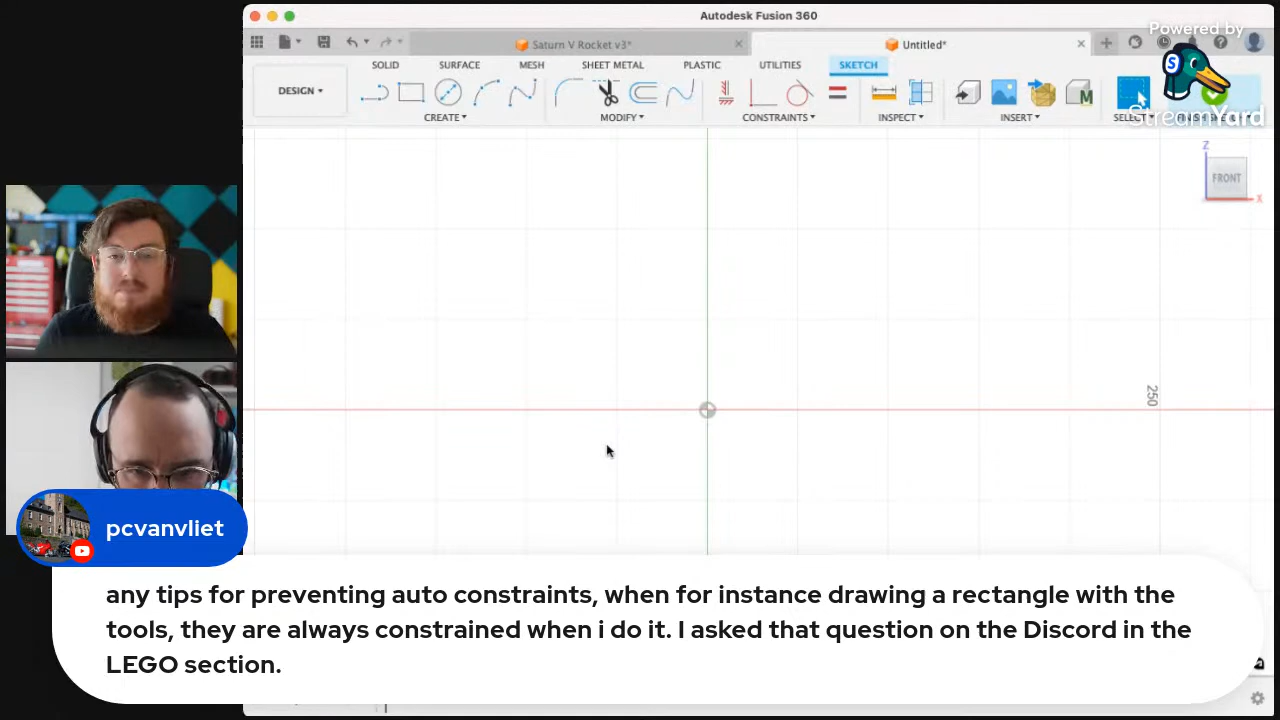 Autodesk Fusion 360
Powered by
Saturn V Rocket v3*
Untitled*
SOLID
SURFACE
MESH
SHEET METAL
PLASTIC
UTILITIES
SKETCH
DESIGN
CREATE
MODIFY
CONSTRAINTS
INSPECT
INSERT
SELECT
StreamYard
Z
FRONT
X
250
pcvanvliet
any tips for preventing auto constraints, when for instance drawing a rectangle with the
tools, they are always constrained when i do it. I asked that question on the Discord in the
LEGO section.